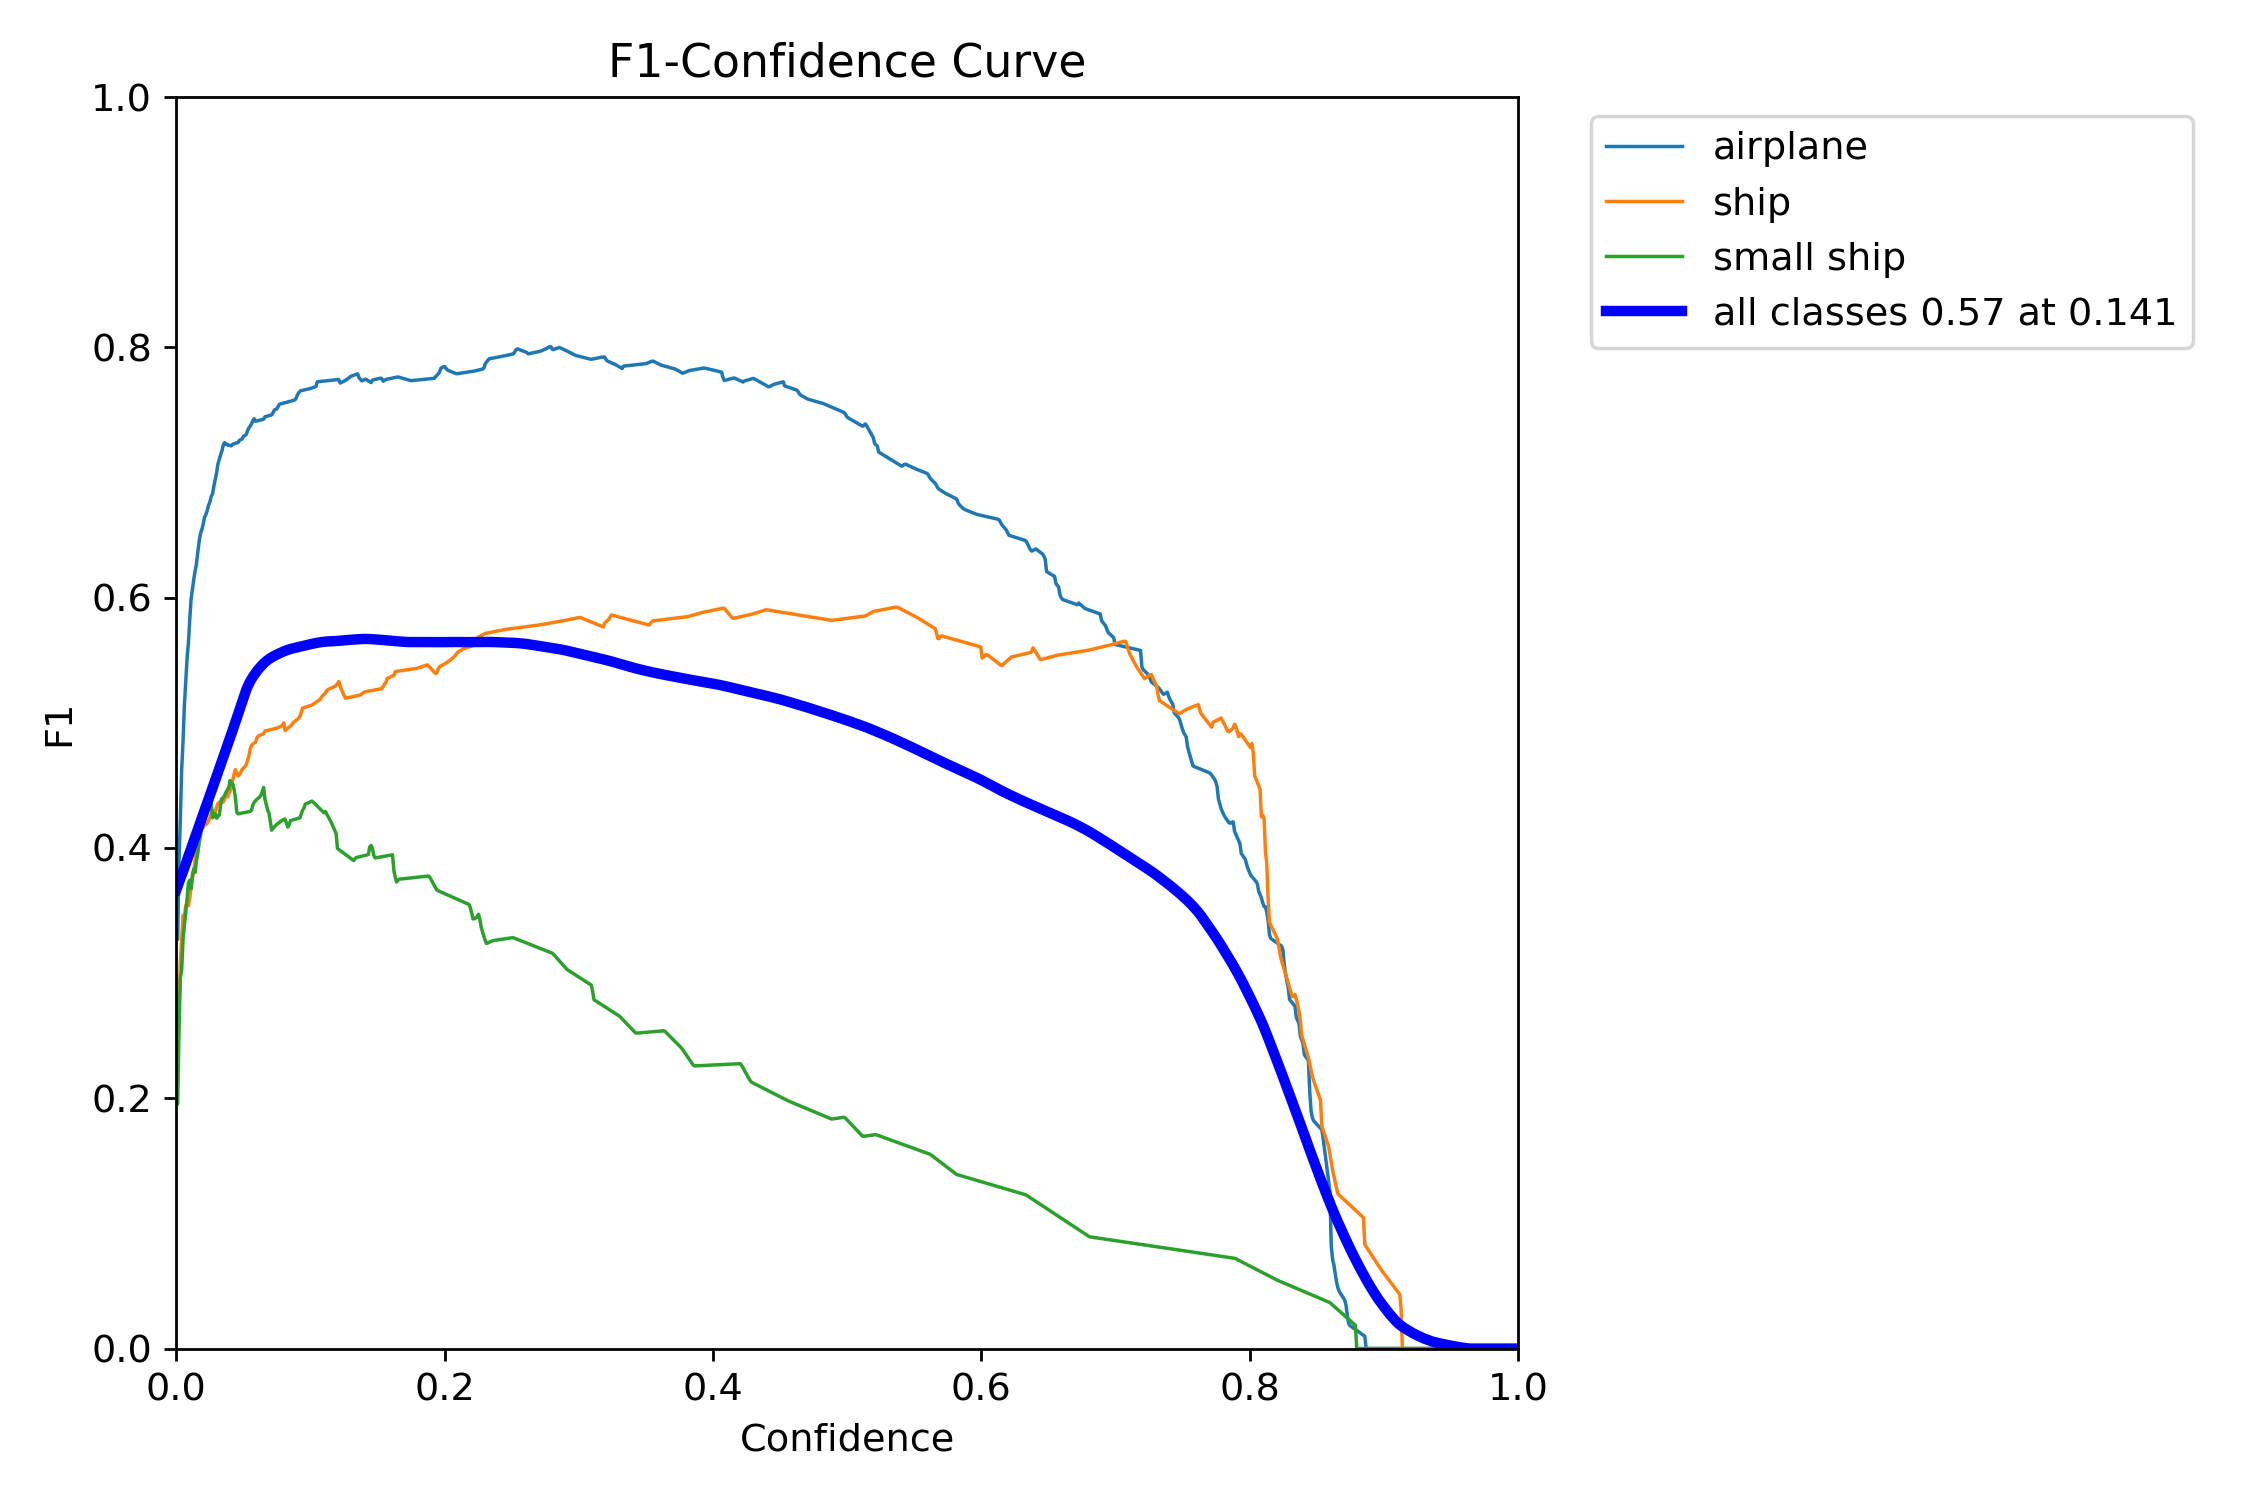 F1-Confidence Curve
1.0
0.8
0.6
0.4
0.2
0.0
F1
0.0 0.2 0.4 0.6 0.8 1.0
Confidence
airplane
ship
small ship
all classes 0.57 at 0.141